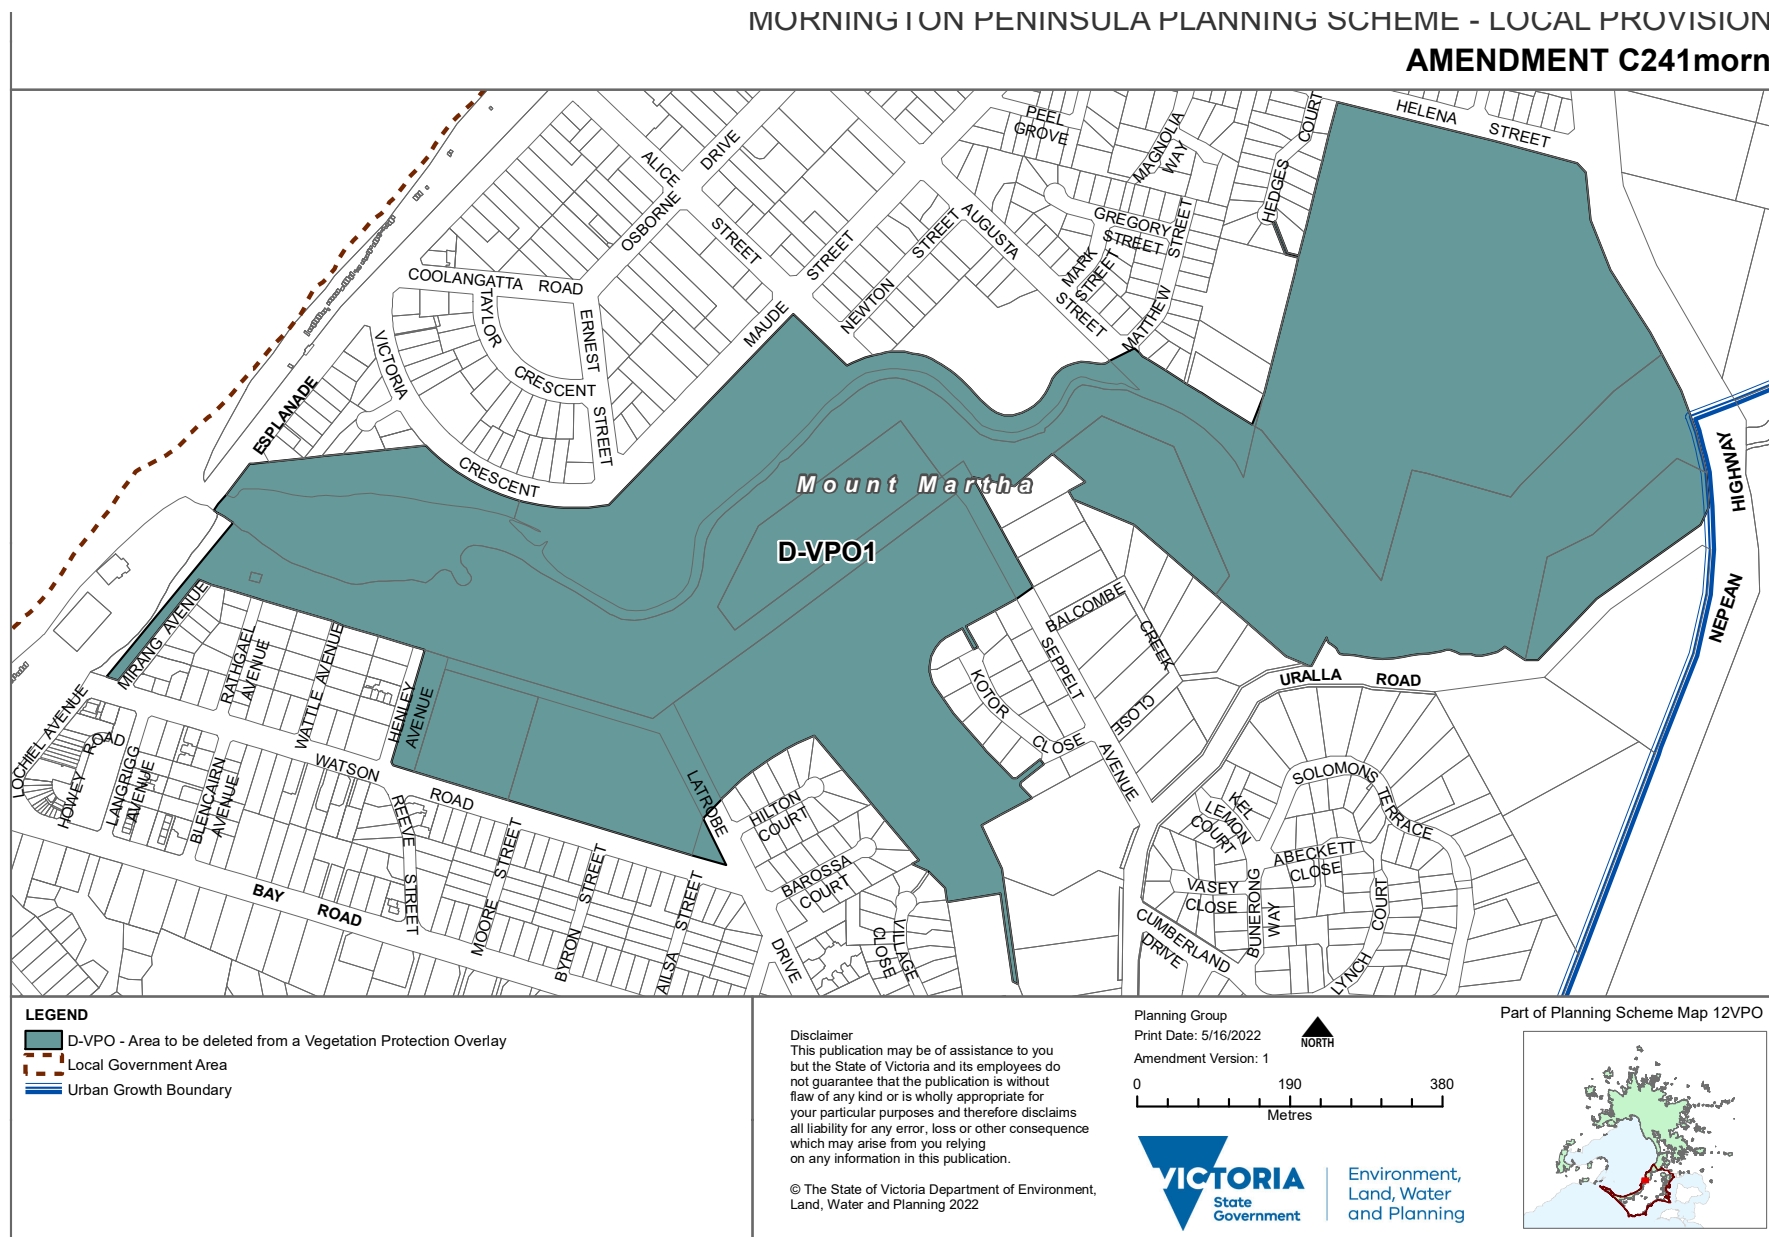 MORNINGTON PENINSULA PLANNING SCHEME - LOCAL PROVISION
AMENDMENT C241morn
PEEL
GROVE
MAGNOLIA
WAY
HEDGES
COURT
HELENA STREET
ALICE
STREET
OSBORNE
DRIVE
GREGORY
STREET
MARK
STREET
MATTHEW
STREET
AUGUSTA
STREET
NEWTON
STREET
MAUDE
STREET
COOLANGATTA ROAD
TAYLOR
CRESCENT
ERNEST
STREET
VICTORIA
CRESCENT
ESPLANADE
Mount Martha
D-VPO1
HIGHWAY
NEPEAN
MIRANG AVENUE
RATHGAEL
AVENUE
WATTLE AVENUE
HENLEY
AVENUE
BALCOMBE
CREEK
CLOSE
SEPPELT
AVENUE
KOTOR
CLOSE
URALLA ROAD
LOCHIEL AVENUE
HOWEY
ROAD
LANGRIGG
AVENUE
BLENCAIRN
AVENUE
WATSON
ROAD
REEVE
STREET
LATROBE
DRIVE
HILTON
COURT
BAROSSA
COURT
VILLAGE
CLOSE
MOORE
STREET
BYRON
STREET
AILSA
STREET
BAY ROAD
SOLOMONS
TERRACE
KEL
LEMON
COURT
ABECKETT
CLOSE
VASEY
CLOSE
BUNERONG
WAY
LYNCH
COURT
CUMBERLAND
DRIVE
LEGEND
D-VPO - Area to be deleted from a Vegetation Protection Overlay
Local Government Area
Urban Growth Boundary
Disclaimer
This publication may be of assistance to you
but the State of Victoria and its employees do
not guarantee that the publication is without
flaw of any kind or is wholly appropriate for
your particular purposes and therefore disclaims
all liability for any error, loss or other consequence
which may arise from you relying
on any information in this publication.
© The State of Victoria Department of Environment,
Land, Water and Planning 2022
Planning Group
Print Date: 5/16/2022
Amendment Version: 1
NORTH
0 190 380
Metres
VICTORIA
State
Government
Environment,
Land, Water
and Planning
Part of Planning Scheme Map 12VPO